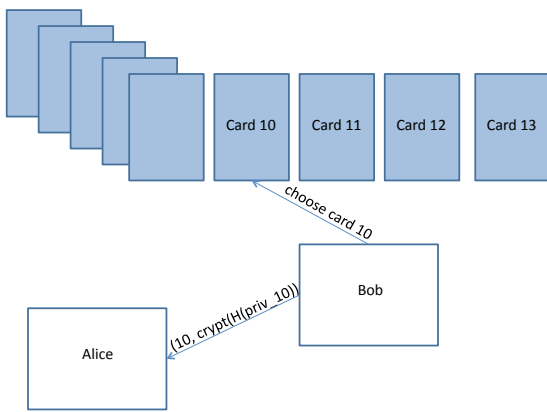 Card 10
Card 11
Card 12
Card 13
choose card 10
Bob
(10, crypt(H(priv_10))
Alice